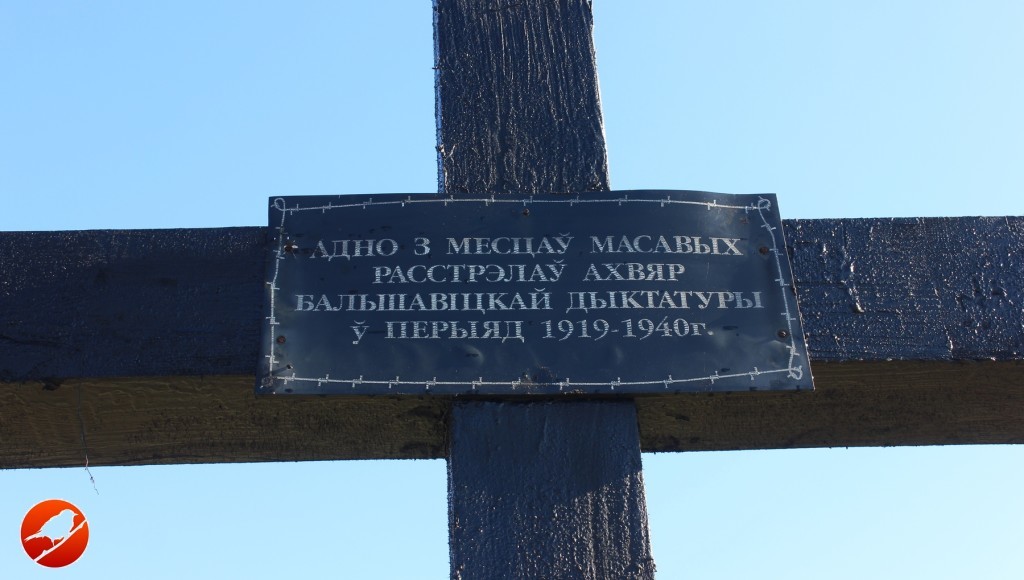 АДНО З МЕСЦАЎ МАСАВЫХ
РАССТРЭЛАЎ АХВЯР
БАЛЬШАВІЦКАЙ ДЫКТАТУРЫ
Ў ПЕРЫЯД 1919-1940г.